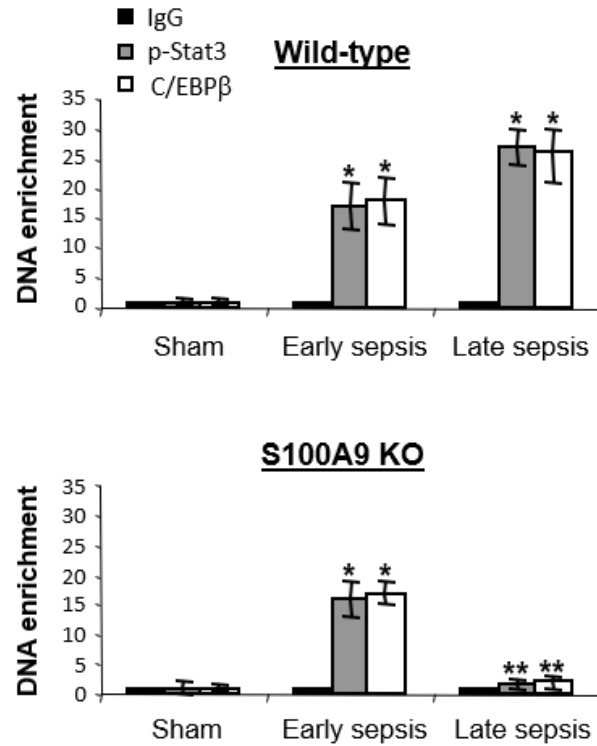 IgG
p-Stat3
C/EBPβ
Wild-type
DNA enrichment
35
30
25
20
15
10
5
0
* * * *
Sham Early sepsis Late sepsis
S100A9 KO
DNA enrichment
35
30
25
20
15
10
5
0
* * ** **
Sham Early sepsis Late sepsis